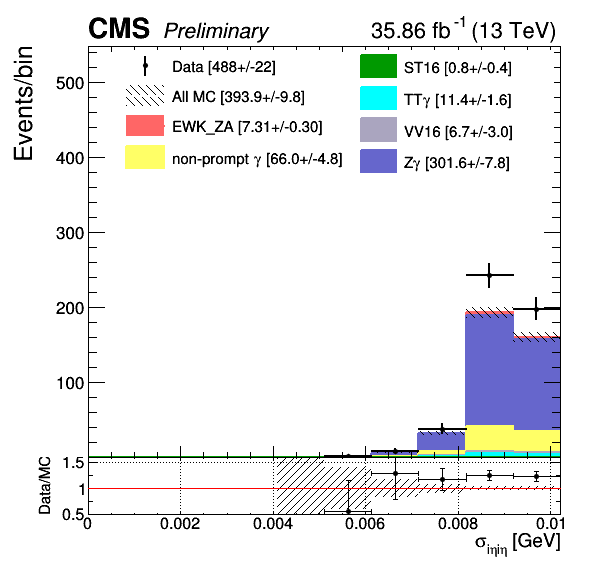 CMS Preliminary 35.86 fb⁻¹ (13 TeV)
Events/bin
500
400
300
200
100
Data [488+/-22]
All MC [393.9+/-9.8]
EWK_ZA [7.31+/-0.30]
non-prompt γ [66.0+/-4.8]
ST16 [0.8+/-0.4]
TTγ [11.4+/-1.6]
VV16 [6.7+/-3.0]
Zγ [301.6+/-7.8]
Data/MC
1.5
1
0.5
0 0.002 0.004 0.006 0.008 0.01
σiηiη [GeV]